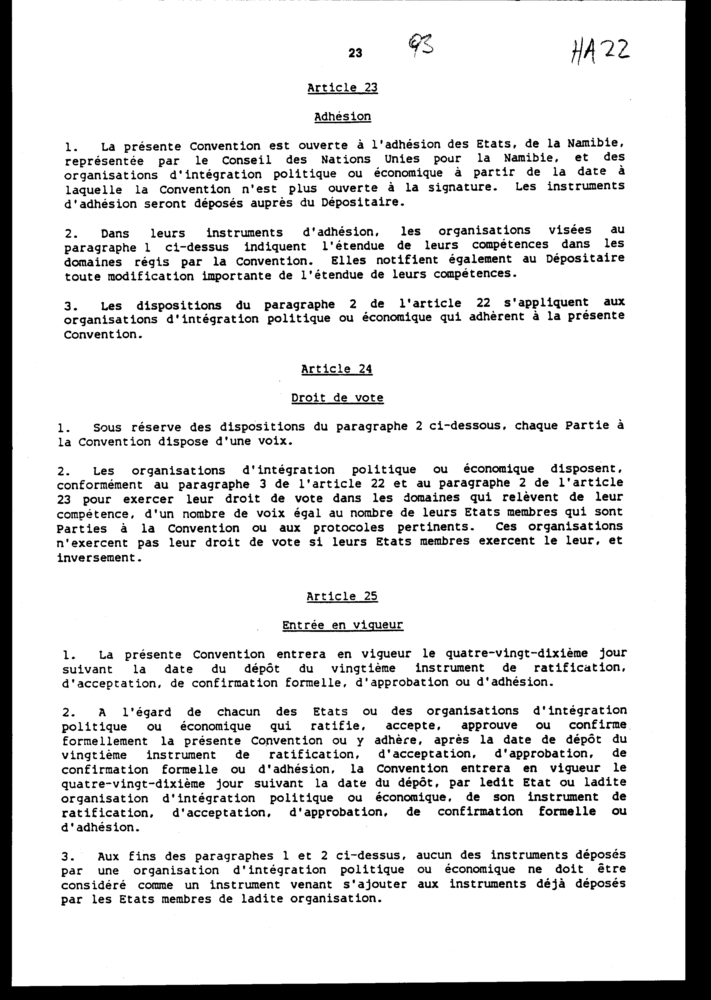 23
93
HA 22
Article 23
Adhésion
1. La présente Convention est ouverte à l'adhésion des Etats, de la Namibie,
représentée par le Conseil des Nations Unies pour la Namibie, et des
organisations d'intégration politique ou économique à partir de la date à
laquelle la Convention n'est plus ouverte à la signature. Les instruments
d'adhésion seront déposés auprès du Dépositaire.
2. Dans leurs instruments d'adhésion, les organisations visées au
paragraphe 1 ci-dessus indiquent l'étendue de leurs compétences dans les
domaines régis par la Convention. Elles notifient également au Dépositaire
toute modification importante de l'étendue de leurs compétences.
3. Les dispositions du paragraphe 2 de l'article 22 s'appliquent aux
organisations d'intégration politique ou économique qui adhèrent à la présente
Convention.
Article 24
Droit de vote
1. Sous réserve des dispositions du paragraphe 2 ci-dessous, chaque Partie à
la Convention dispose d'une voix.
2. Les organisations d'intégration politique ou économique disposent,
conformément au paragraphe 3 de l'article 22 et au paragraphe 2 de l'article
23 pour exercer leur droit de vote dans les domaines qui relèvent de leur
compétence, d'un nombre de voix égal au nombre de leurs Etats membres qui sont
Parties à la Convention ou aux protocoles pertinents. Ces organisations
n'exercent pas leur droit de vote si leurs Etats membres exercent le leur, et
inversement.
Article 25
Entrée en vigueur
1. La présente Convention entrera en vigueur le quatre-vingt-dixième jour
suivant la date du dépôt du vingtième instrument de ratification,
d'acceptation, de confirmation formelle, d'approbation ou d'adhésion.
2. A l'égard de chacun des Etats ou des organisations d'intégration
politique ou économique qui ratifie, accepte, approuve ou confirme
formellement la présente Convention ou y adhère, après la date de dépôt du
vingtième instrument de ratification, d'acceptation, d'approbation, de
confirmation formelle ou d'adhésion, la Convention entrera en vigueur le
quatre-vingt-dixième jour suivant la date du dépôt, par ledit Etat ou ladite
organisation d'intégration politique ou économique, de son instrument de
ratification, d'acceptation, d'approbation, de confirmation formelle ou
d'adhésion.
3. Aux fins des paragraphes 1 et 2 ci-dessus, aucun des instruments déposés
par une organisation d'intégration politique ou économique ne doit être
considéré comme un instrument venant s'ajouter aux instruments déjà déposés
par les Etats membres de ladite organisation.